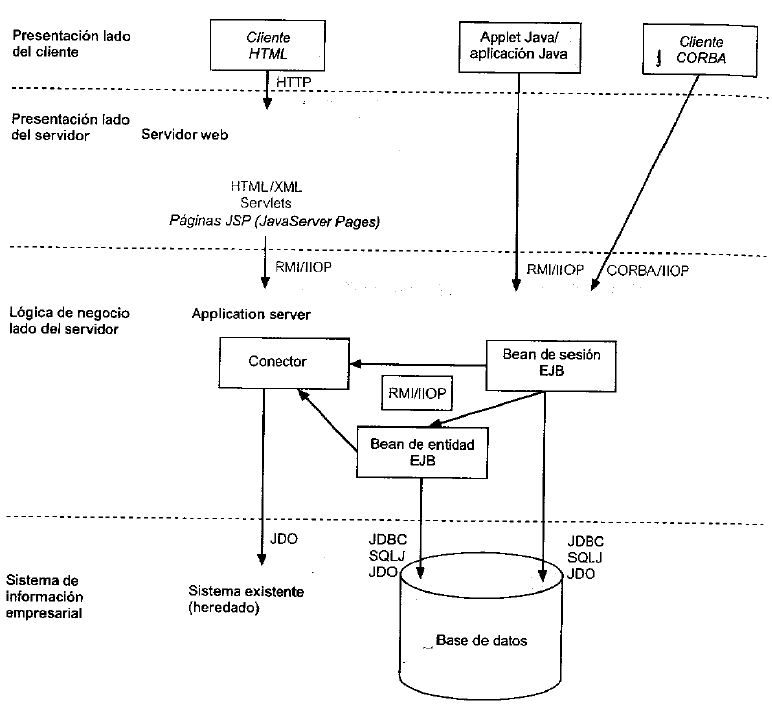 Presentación lado
del cliente
Cliente
HTML
Applet Java/
aplicación Java
Cliente
CORBA
HTTP
Presentación lado
del servidor
Servidor web
HTML/XML
Servlets
Páginas JSP (JavaServer Pages)
RMI/IIOP
RMI/IIOP
CORBA/IIOP
Lógica de negocio
lado del servidor
Application server
Conector
Bean de sesión
EJB
RMI/IIOP
Bean de entidad
EJB
JDO
JDBC
SQLJ
JDO
JDBC
SQLJ
JDO
Sistema de
información
empresarial
Sistema existente
(heredado)
Base de datos